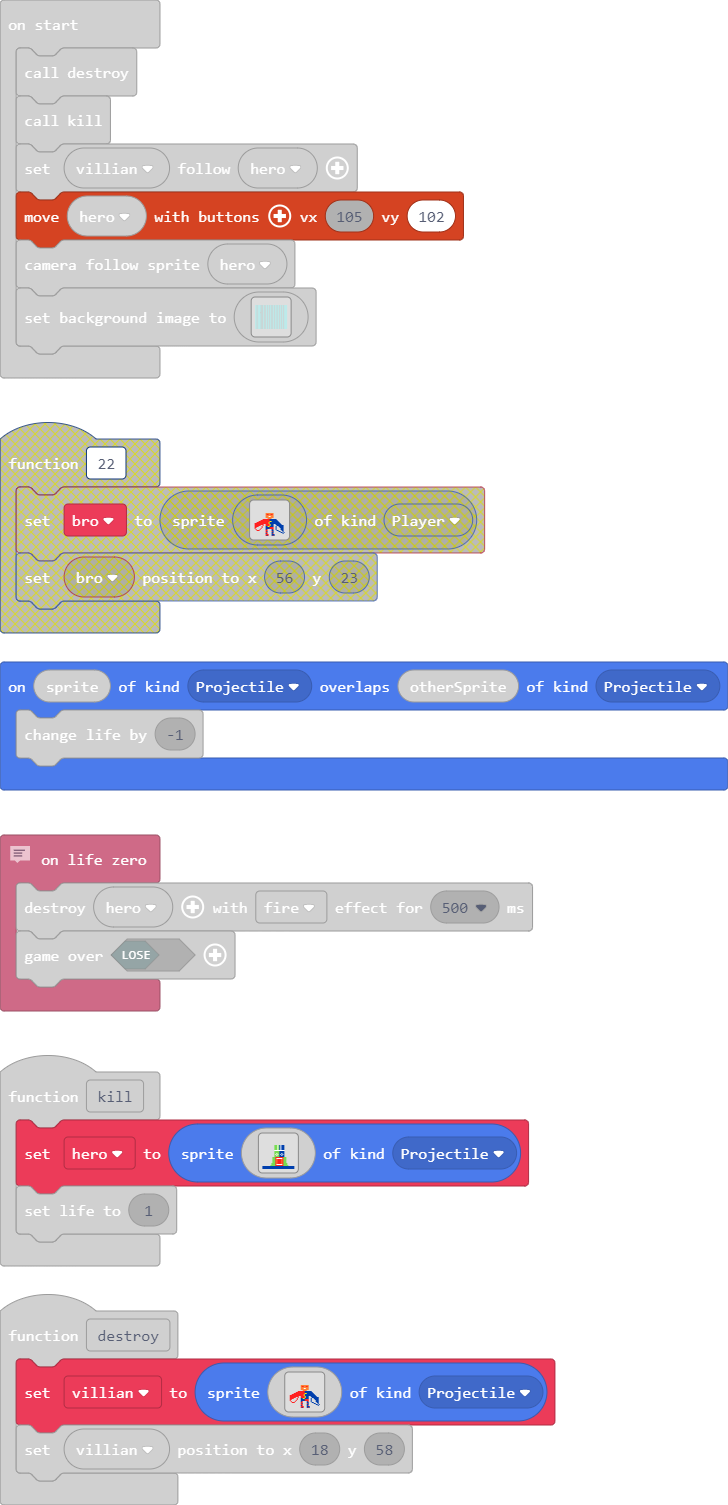 on start
call destroy
call kill
set villian follow hero
move hero with buttons vx 105 vy 102
camera follow sprite hero
set background image to
function 22
set bro to sprite of kind Player
set bro position to x 56 y 23
on sprite of kind Projectile overlaps otherSprite of kind Projectile
change life by -1
on life zero
destroy hero with fire effect for 500 ms
game over LOSE
function kill
set hero to sprite of kind Projectile
set life to 1
function destroy
set villian to sprite of kind Projectile
set villian position to x 18 y 58